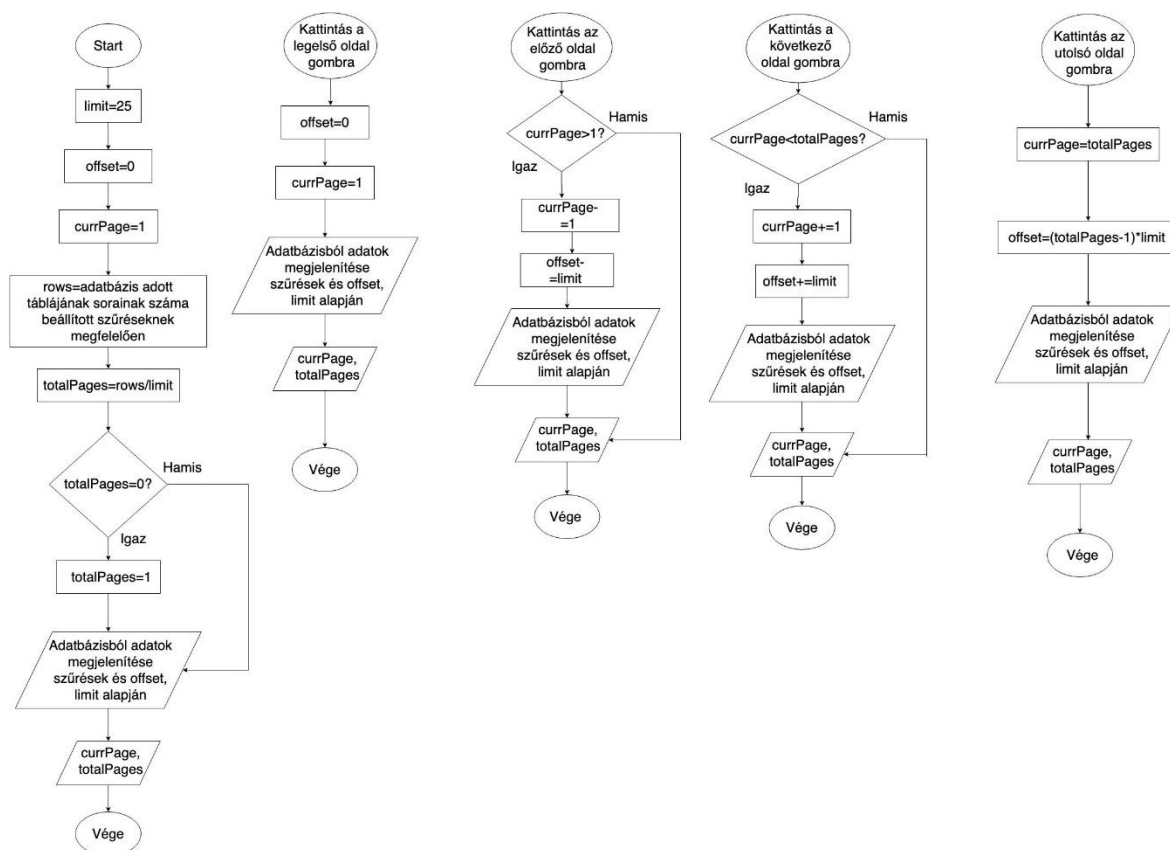 Start
limit=25
offset=0
currPage=1
rows=adatbázis adott
táblájának sorainak száma
beállított szűréseknek
megfelelően
totalPages=rows/limit
totalPages=0?
Hamis
Igaz
totalPages=1
Adatbázisból adatok
megjelenítése
szűrések és offset,
limit alapján
currPage,
totalPages
Vége
Kattintás a
legelső oldal
gombra
offset=0
currPage=1
Adatbázisból adatok
megjelenítése
szűrések és offset,
limit alapján
currPage,
totalPages
Vége
Kattintás az
előző oldal
gombra
currPage>1?
Hamis
Igaz
currPage-
=1
offset-
=limit
Adatbázisból adatok
megjelenítése
szűrések és offset,
limit alapján
currPage,
totalPages
Vége
Kattintás a
következő
oldal gombra
currPage<totalPages?
Hamis
Igaz
currPage+=1
offset+=limit
Adatbázisból adatok
megjelenítése
szűrések és offset,
limit alapján
currPage,
totalPages
Vége
Kattintás az
utolsó oldal
gombra
currPage=totalPages
offset=(totalPages-1)*limit
Adatbázisból adatok
megjelenítése
szűrések és offset,
limit alapján
currPage,
totalPages
Vége